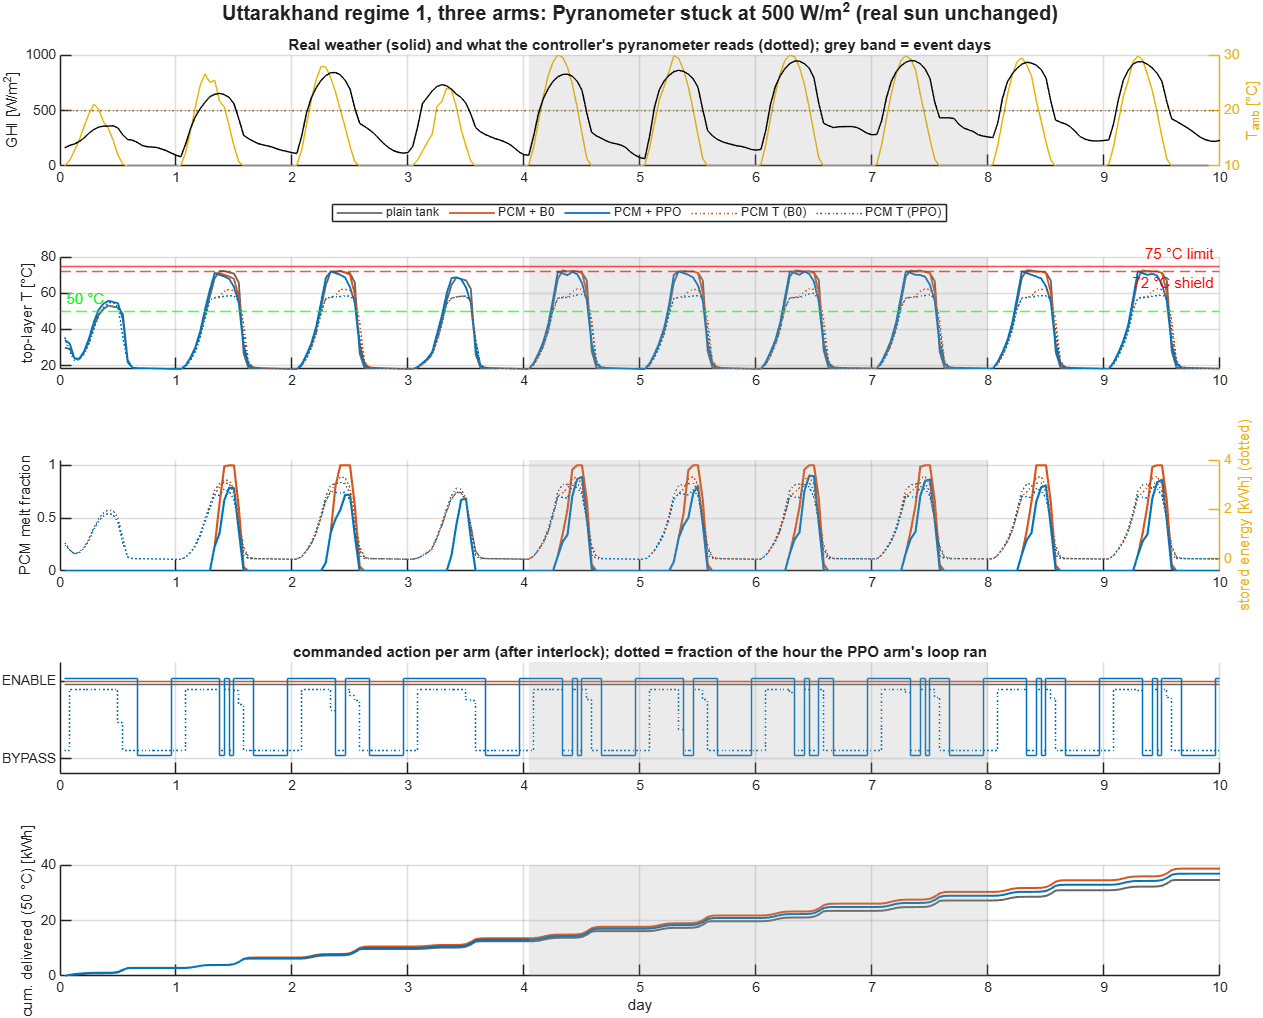 Uttarakhand regime 1, three arms: Pyranometer stuck at 500 W/m² (real sun unchanged)
Real weather (solid) and what the controller's pyranometer reads (dotted); grey band = event days
GHI [W/m²]
1000
500
0
30
20
10
T amb [°C]
0 1 2 3 4 5 6 7 8 9 10
plain tank PCM + B0 PCM + PPO PCM T (B0) PCM T (PPO)
top-layer T [°C]
80
60
40
20
75 °C limit
72 °C shield
50 °C
0 1 2 3 4 5 6 7 8 9 10
PCM melt fraction
1
0.5
0
4
2
0
stored energy [kWh] (dotted)
0 1 2 3 4 5 6 7 8 9 10
commanded action per arm (after interlock); dotted = fraction of the hour the PPO arm's loop ran
ENABLE
BYPASS
0 1 2 3 4 5 6 7 8 9 10
cum. delivered (50 °C) [kWh]
40
20
0
0 1 2 3 4 5 6 7 8 9 10
day